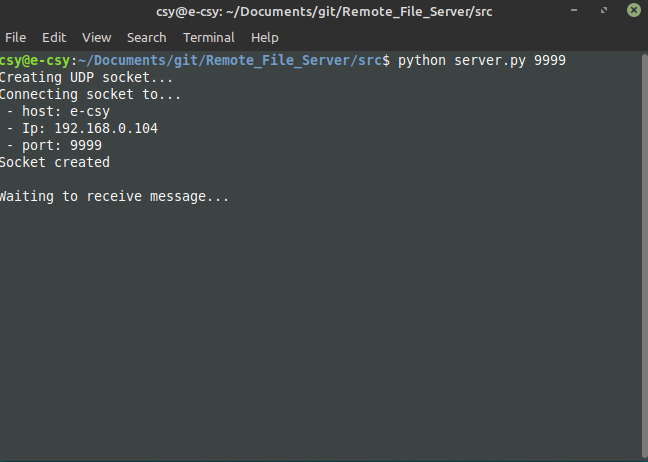 csy@e-csy: ~/Documents/git/Remote_File_Server/src
File Edit View Search Terminal Help
csy@e-csy:~/Documents/git/Remote_File_Server/src$ python server.py 9999
Creating UDP socket...
Connecting socket to...
 - host: e-csy
 - Ip: 192.168.0.104
 - port: 9999
Socket created
Waiting to receive message...